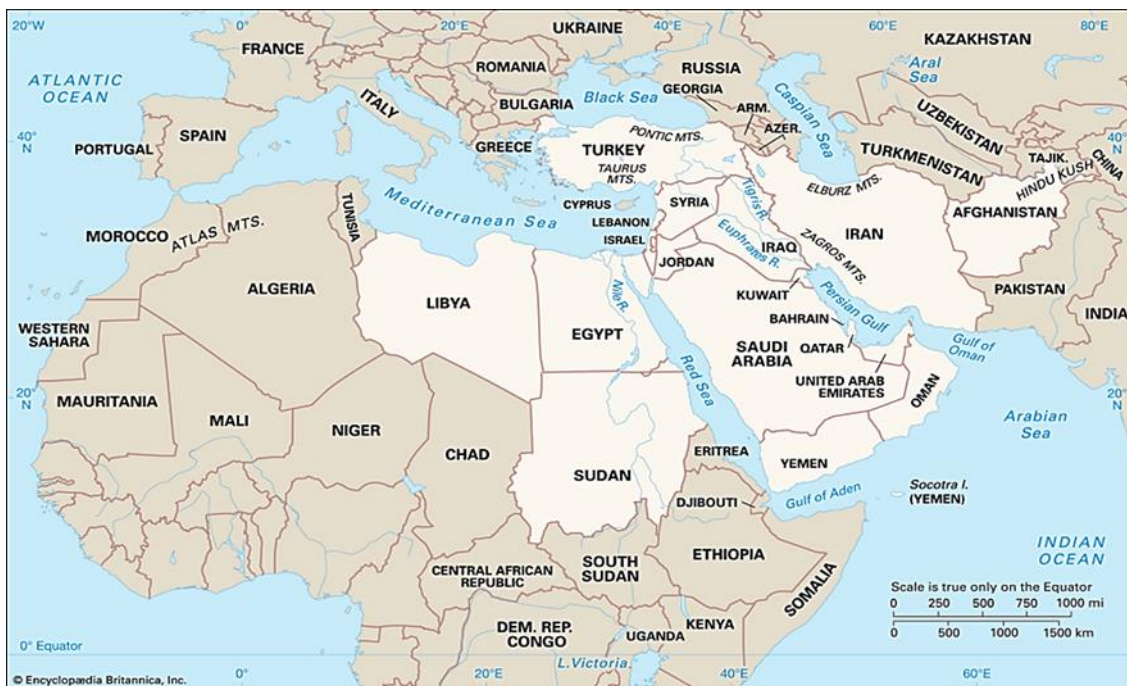 20°W
0°
20°E
40°E
60°E
80°E
UKRAINE
FRANCE
KAZAKHSTAN
ATLANTIC
OCEAN
ROMANIA
RUSSIA
Aral
Sea
ITALY
GEORGIA
Caspian Sea
BULGARIA
Black Sea
ARM.
UZBEKISTAN
40°
N
SPAIN
PONTIC MTS.
AZER.
40°
N
PORTUGAL
GREECE
TURKEY
TURKMENISTAN
TAJIK.
CHINA
TAURUS
MTS.
ELBURZ MTS.
HINDU KUSH
Mediterranean Sea
CYPRUS
SYRIA
Tigris R.
AFGHANISTAN
TUNISIA
LEBANON
MOROCCO
ATLAS MTS.
ISRAEL
Euphrates R.
IRAQ
IRAN
ZAGROS MTS.
JORDAN
ALGERIA
LIBYA
Nile R.
KUWAIT
Persian Gulf
PAKISTAN
INDIA
WESTERN
SAHARA
EGYPT
BAHRAIN
SAUDI
ARABIA
QATAR
Gulf of
Oman
Red Sea
UNITED ARAB
EMIRATES
20°
N
20°
N
MAURITANIA
OMAN
MALI
NIGER
Arabian
Sea
CHAD
ERITREA
SUDAN
YEMEN
Socotra I.
(YEMEN)
DJIBOUTI
Gulf of Aden
INDIAN
OCEAN
ETHIOPIA
CENTRAL AFRICAN
REPUBLIC
SOUTH
SUDAN
SOMALIA
Scale is true only on the Equator
0 250 500 750 1000 mi
0 500 1000 1500 km
0° Equator
DEM. REP.
CONGO
UGANDA
KENYA
L.Victoria.
0°
20°E
40°E
60°E
© Encyclopædia Britannica, Inc.